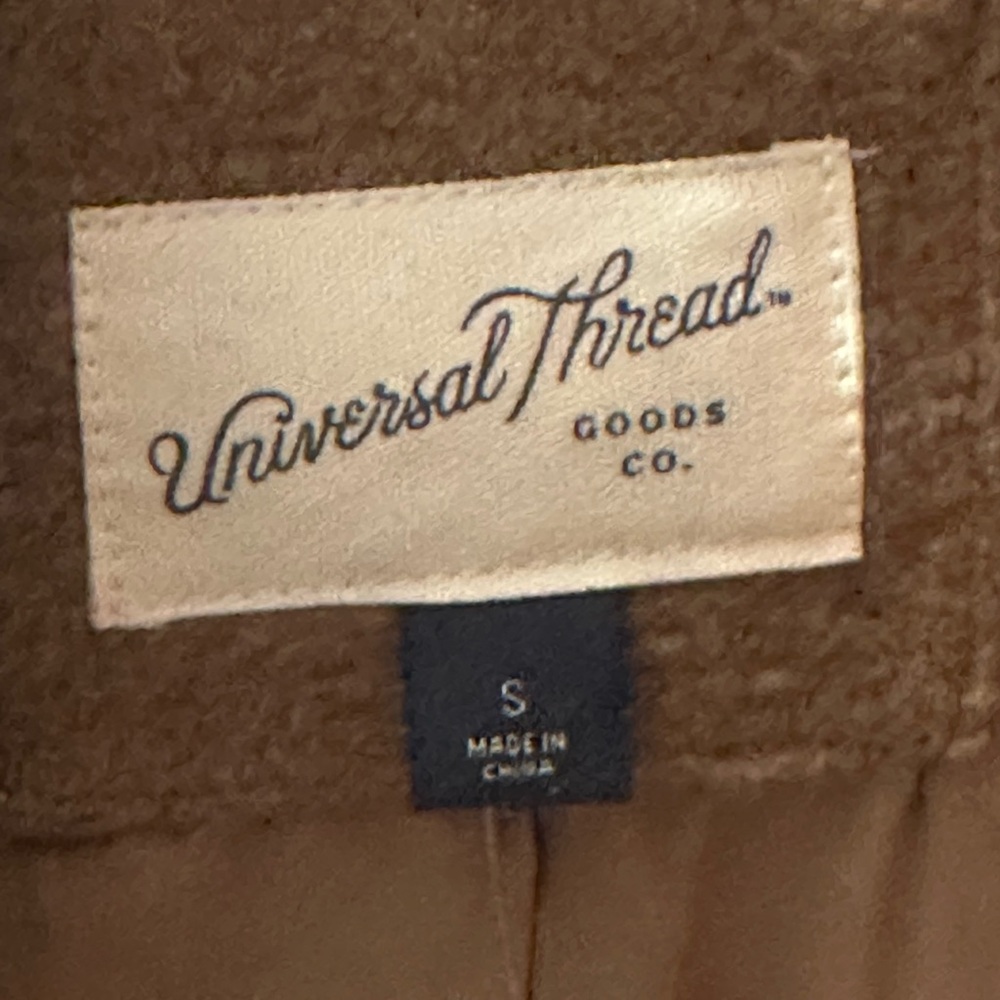 Universal Thread™
GOODS
CO.
S
MADE IN
CHINA